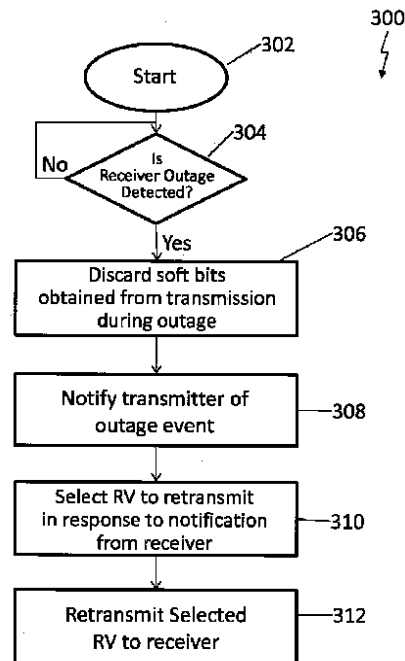 300
302
Start
304
Is
Receiver Outage
Detected?
No
Yes
306
Discard soft bits
obtained from transmission
during outage
Notify transmitter of
outage event
308
Select RV to retransmit
in response to notification
from receiver
310
Retransmit Selected
RV to receiver
312